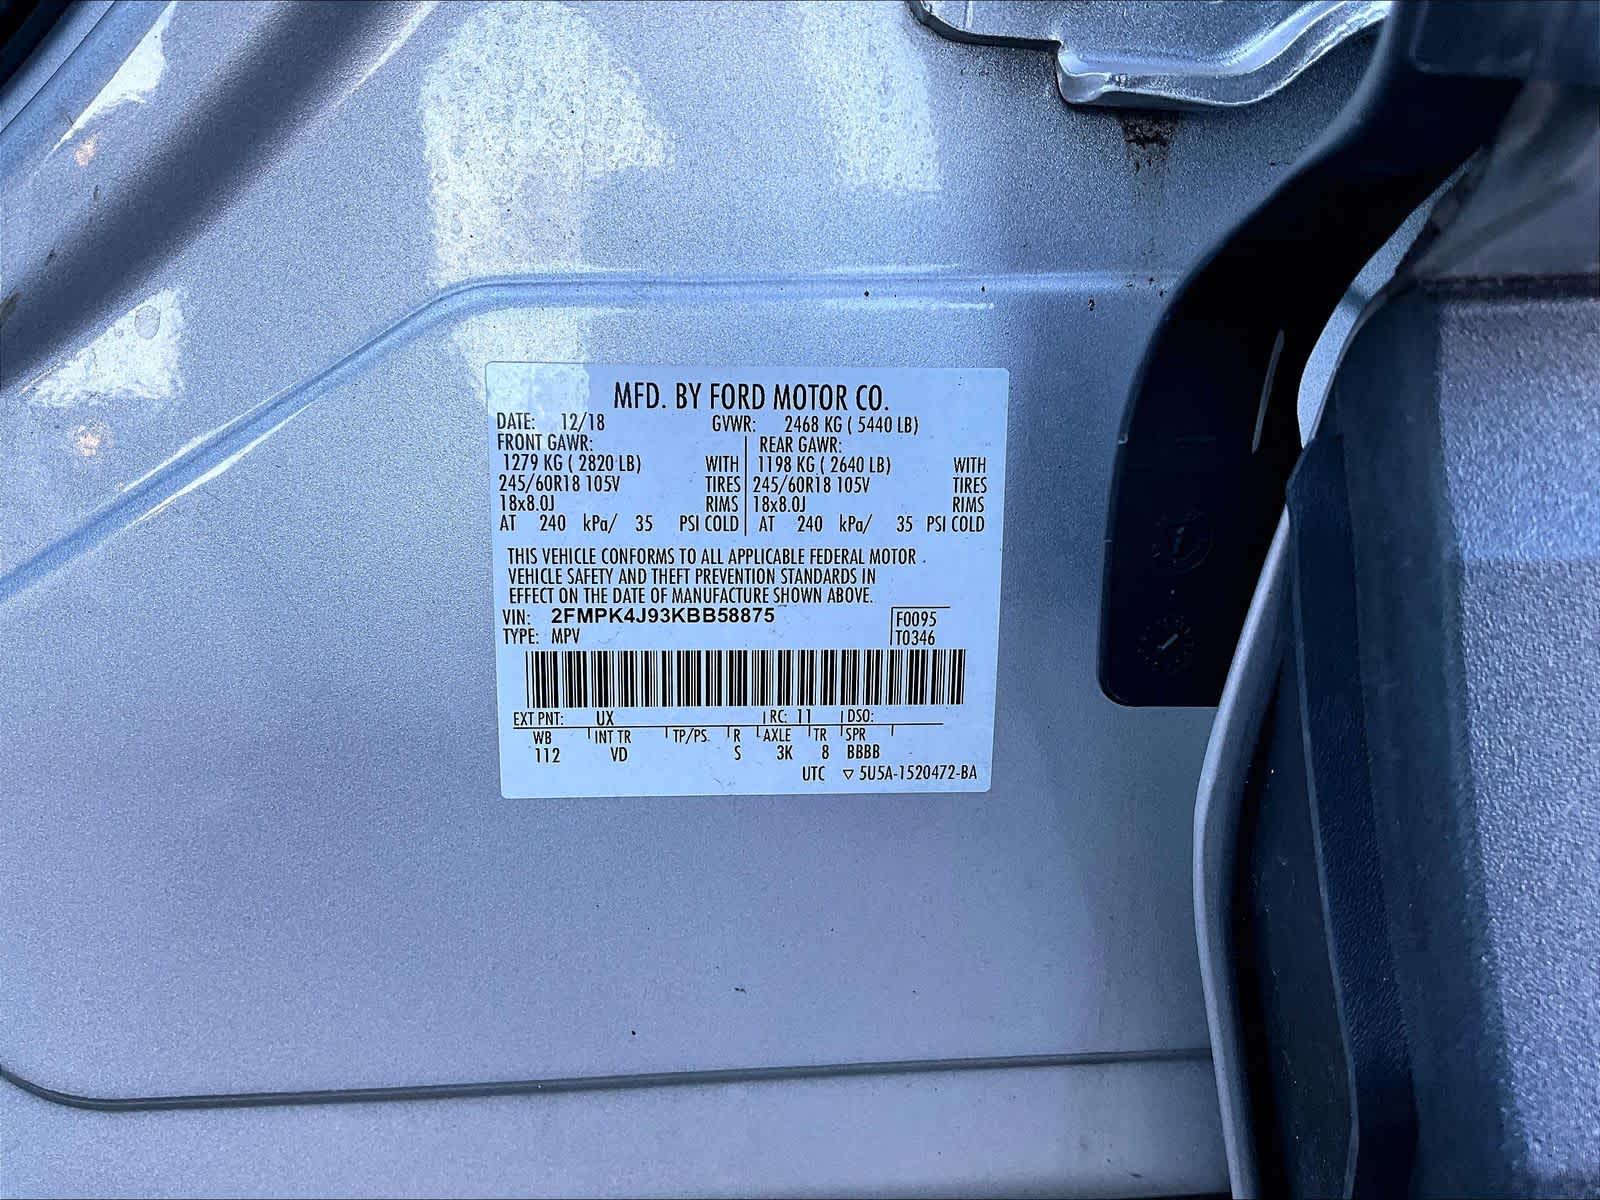 MFD. BY FORD MOTOR CO.
DATE: 12/18 GVWR: 2468 KG ( 5440 LB)
FRONT GAWR: REAR GAWR:
1279 KG ( 2820 LB) WITH 1198 KG ( 2640 LB) WITH
245/60R18 105V TIRES 245/60R18 105V TIRES
18x8.0J RIMS 18x8.0J RIMS
AT 240 kPa/ 35 PSI COLD AT 240 kPa/ 35 PSI COLD
THIS VEHICLE CONFORMS TO ALL APPLICABLE FEDERAL MOTOR
VEHICLE SAFETY AND THEFT PREVENTION STANDARDS IN
EFFECT ON THE DATE OF MANUFACTURE SHOWN ABOVE.
VIN: 2FMPK4J93KBB58875 F0095
TYPE: MPV T0346
EXT PNT: UX RC: 11 DSO:
WB INT TR TP/PS R AXLE TR SPR
112 VD S 3K 8 BBBB
UTC ▽ 5U5A-1520472-BA